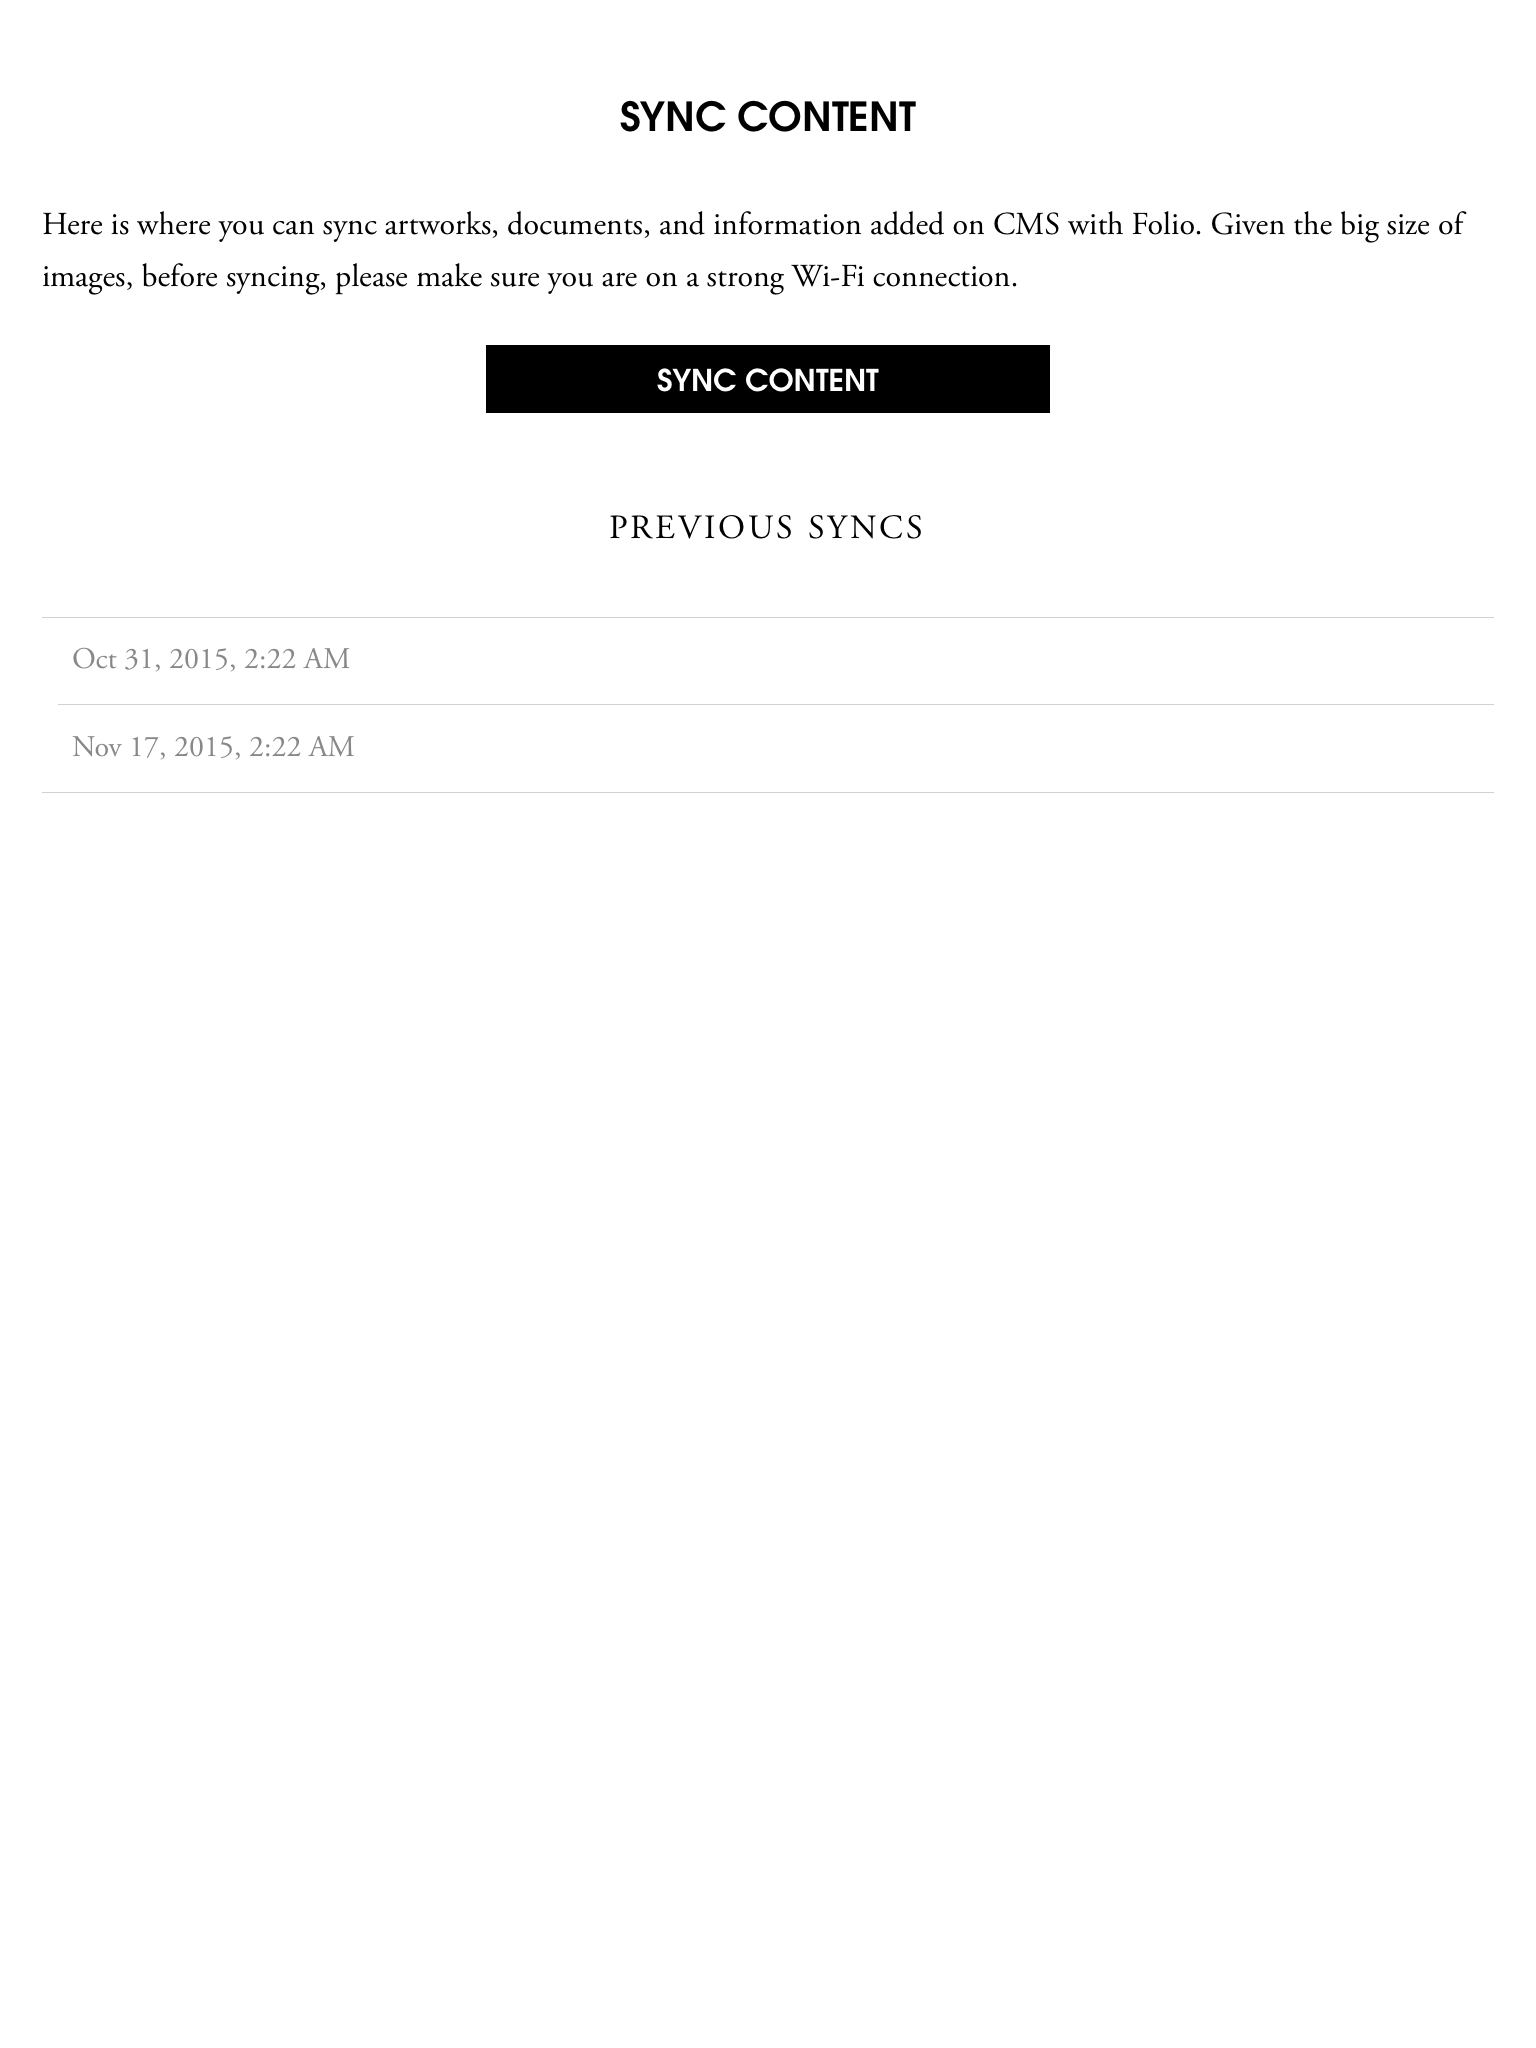 SYNC CONTENT
Here is where you can sync artworks, documents, and information added on CMS with Folio. Given the big size of
images, before syncing, please make sure you are on a strong Wi-Fi connection.
SYNC CONTENT
PREVIOUS SYNCS
Oct 31, 2015, 2:22 AM
Nov 17, 2015, 2:22 AM